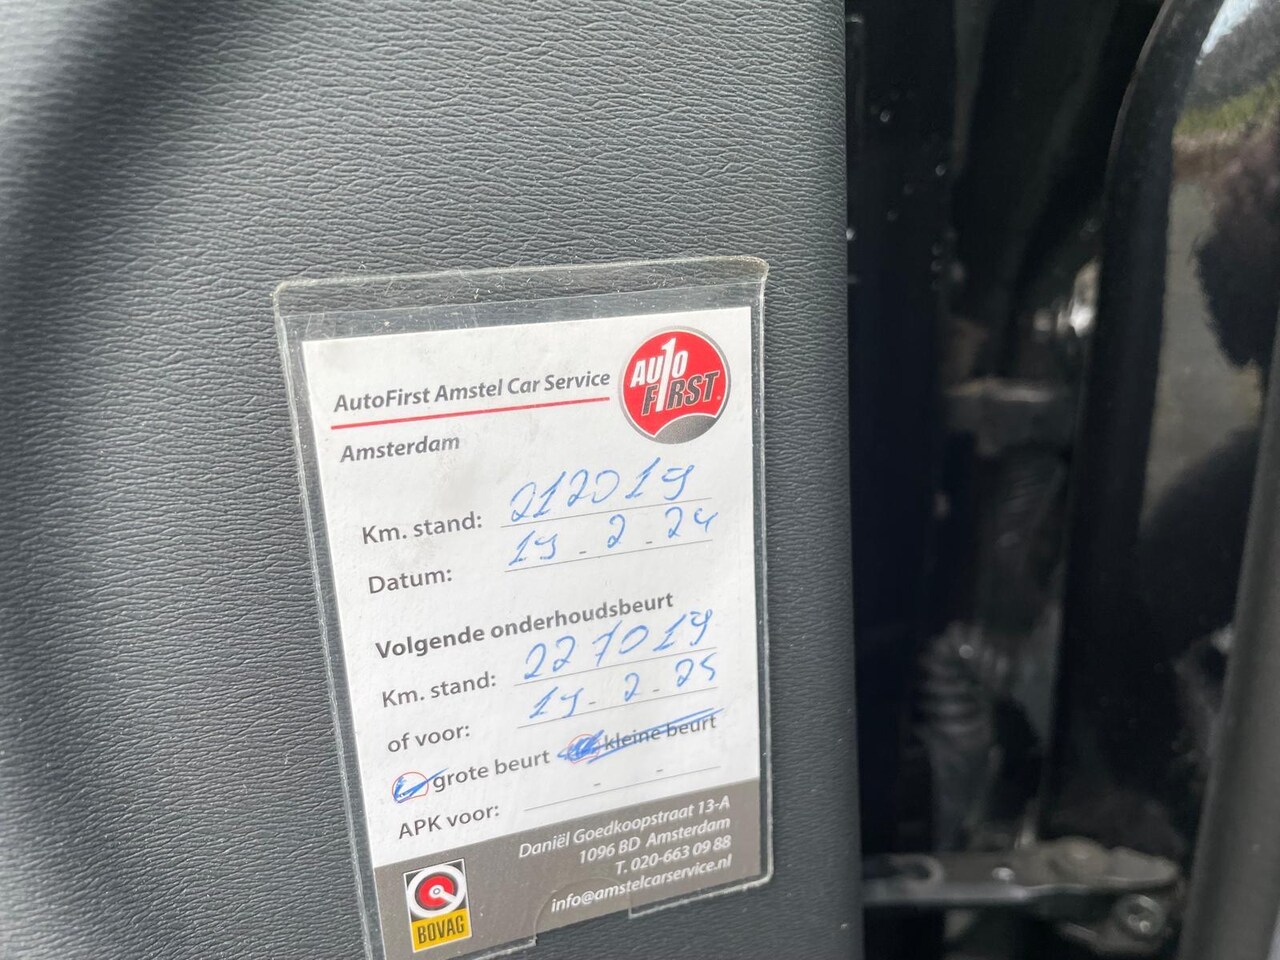 AutoFirst Amstel Car Service
AUTO FIRST
Amsterdam
Km. stand: 212019
Datum: 19 - 2 - 24
Volgende onderhoudsbeurt
Km. stand: 227019
of voor: 19 - 2 - 25
grote beurt kleine beurt
APK voor: - -
Daniël Goedkoopstraat 13-A
1096 BD Amsterdam
T. 020-663 09 88
info@amstelcarservice.nl
BOVAG